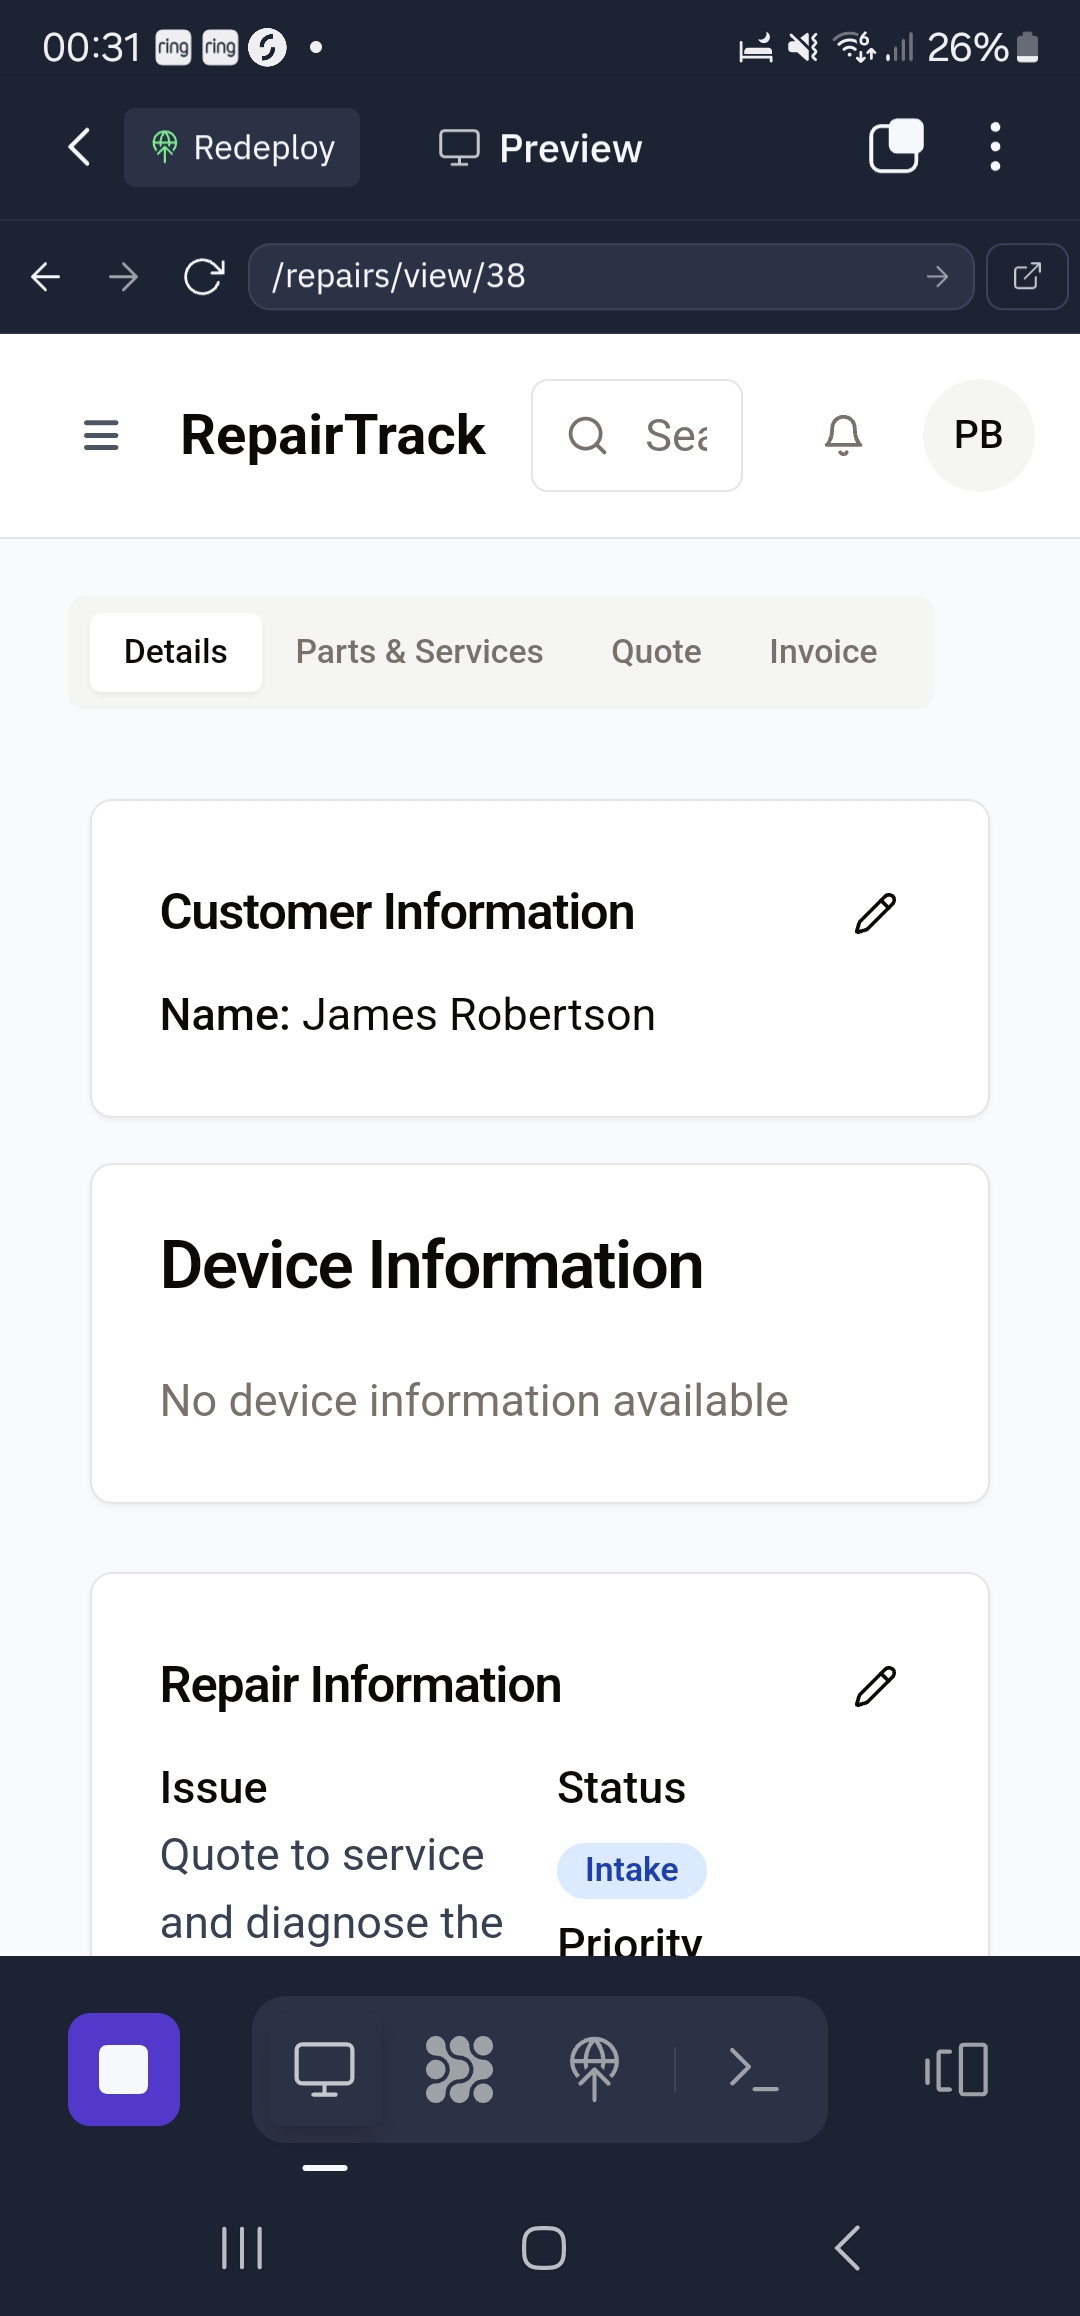 00:31 ring ring 26%
Redeploy Preview
/repairs/view/38
RepairTrack Sea PB
Details Parts & Services Quote Invoice
Customer Information
Name: James Robertson
Device Information
No device information available
Repair Information
Issue Status
Quote to service Intake
and diagnose the Priority